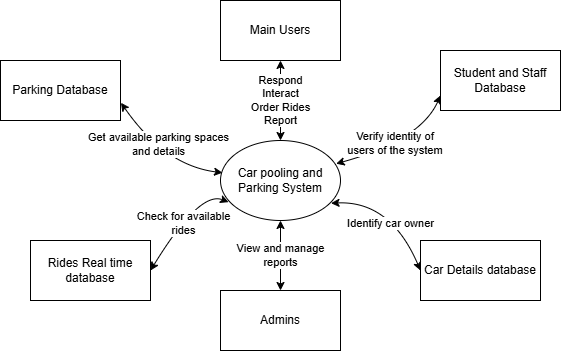 Main Users
Respond
Interact
Order Rides
Report
Parking Database
Student and Staff
Database
Get available parking spaces
and details
Verify identity of
users of the system
Car pooling and
Parking System
Check for available
rides
Identify car owner
View and manage
reports
Rides Real time
database
Car Details database
Admins